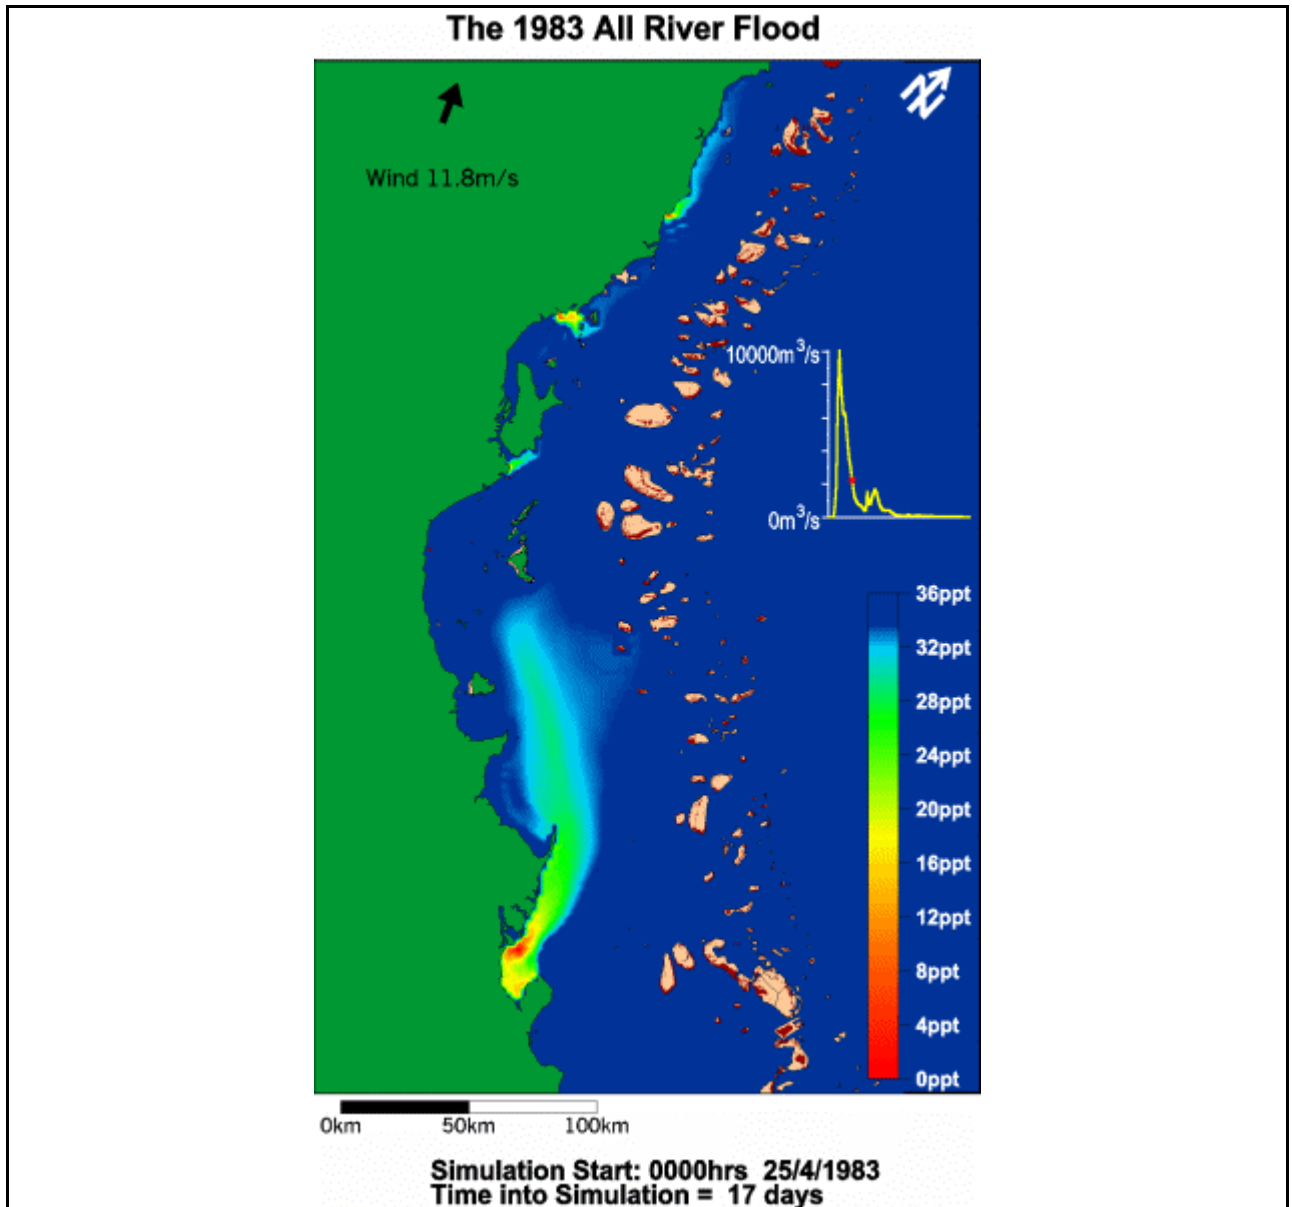 The 1983 All River Flood
N
Wind 11.8m/s
10000m³/s
0m³/s
36ppt
32ppt
28ppt
24ppt
20ppt
16ppt
12ppt
8ppt
4ppt
0ppt
0km 50km 100km
Simulation Start: 0000hrs 25/4/1983
Time into Simulation = 17 days